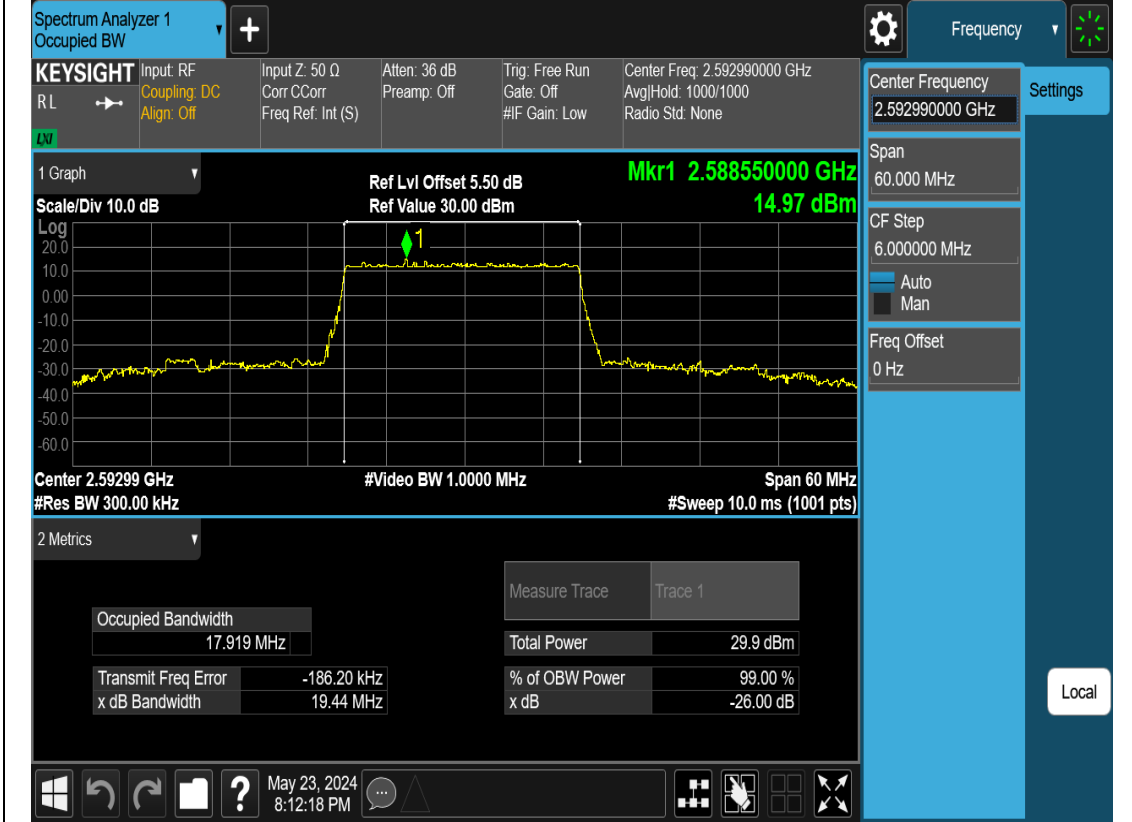 Spectrum Analyzer 1
Occupied BW
+
Frequency
KEYSIGHT
R L
LXI
Input: RF
Coupling: DC
Align: Off
Input Z: 50 Ω
Corr CCorr
Freq Ref: Int (S)
Atten: 36 dB
Preamp: Off
Trig: Free Run
Gate: Off
#IF Gain: Low
Center Freq: 2.592990000 GHz
Avg|Hold: 1000/1000
Radio Std: None
Center Frequency
2.592990000 GHz
Settings
Span
60.000 MHz
CF Step
6.000000 MHz
Auto
Man
Freq Offset
0 Hz
Local
1 Graph
Scale/Div 10.0 dB
Ref Lvl Offset 5.50 dB
Ref Value 30.00 dBm
Mkr1 2.588550000 GHz
14.97 dBm
Log
1
20.0
10.0
0.00
-10.0
-20.0
-30.0
-40.0
-50.0
-60.0
Center 2.59299 GHz
#Video BW 1.0000 MHz
Span 60 MHz
#Res BW 300.00 kHz
#Sweep 10.0 ms (1001 pts)
2 Metrics
Measure Trace Trace 1
Occupied Bandwidth
17.919 MHz
Total Power 29.9 dBm
Transmit Freq Error -186.20 kHz
% of OBW Power 99.00 %
x dB Bandwidth 19.44 MHz
x dB -26.00 dB
?
May 23, 2024
8:12:18 PM